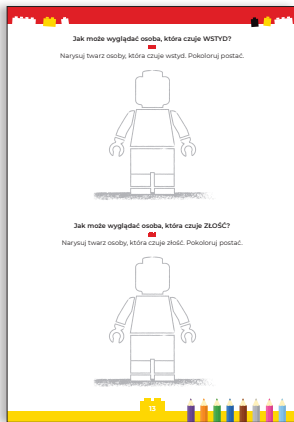 Jak może wyglądać osoba, która czuje WSTYD?
Narysuj twarz osoby, która czuje wstyd. Pokoloruj postać.
Jak może wyglądać osoba, która czuje ZŁOŚĆ?
Narysuj twarz osoby, która czuje złość. Pokoloruj postać.
13